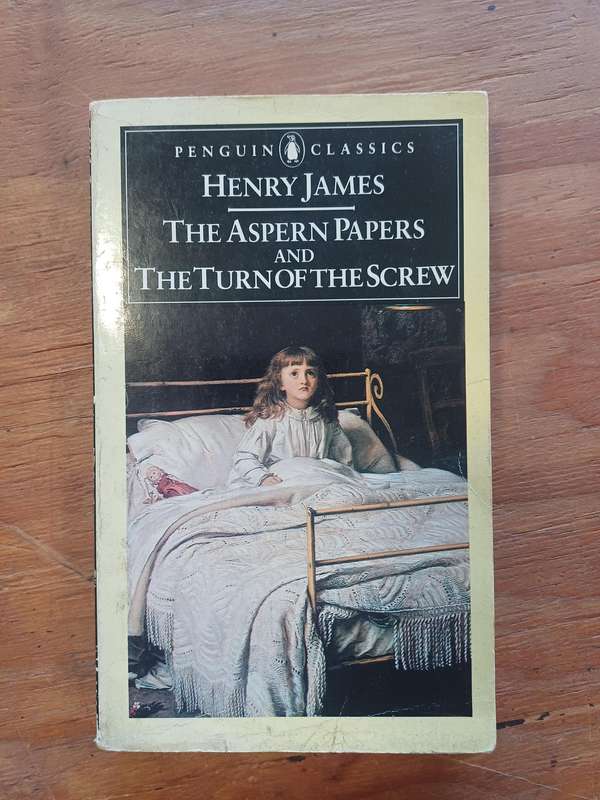 PENGUIN CLASSICS
HENRY JAMES
THE ASPERN PAPERS
AND
THE TURN OF THE SCREW